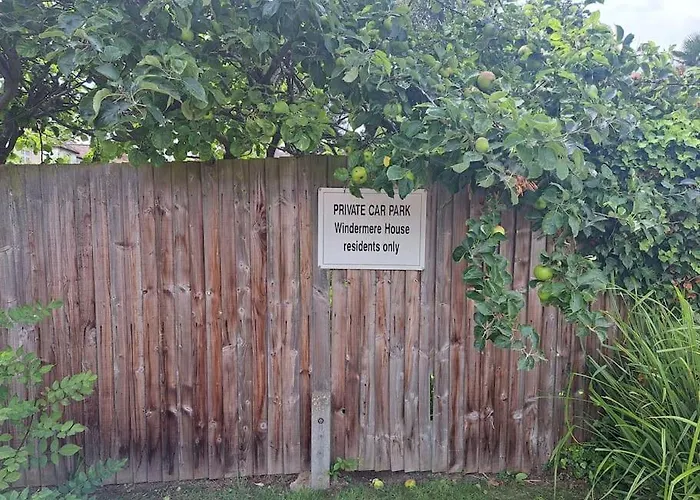 PRIVATE CAR PARK
Windermere House
residents only